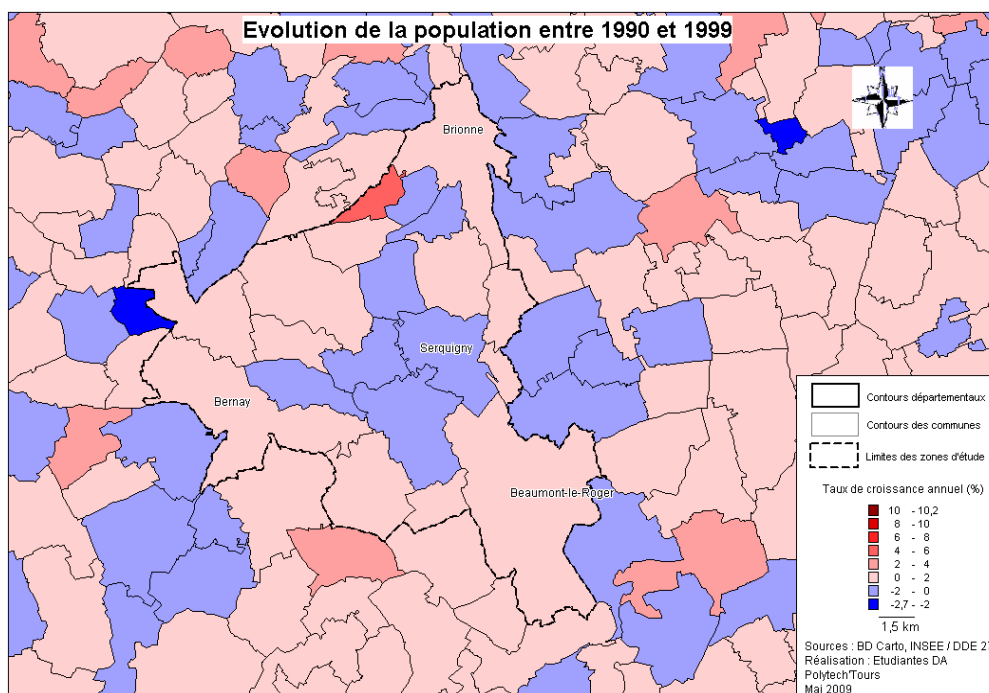 Evolution de la population entre 1990 et 1999
Brionne
Serquigny
Bernay
Beaumont-le-Roger
Contours départementaux
Contours des communes
Limites des zones d'étude
Taux de croissance annuel (%)
10 - 10,2
8 - 10
6 - 8
4 - 6
2 - 4
0 - 2
-2 - 0
-2,7 - -2
1,5 km
Sources : BD Carto, INSEE / DDE 27
Réalisation : Etudiantes DA
Polytech'Tours
Mai 2009